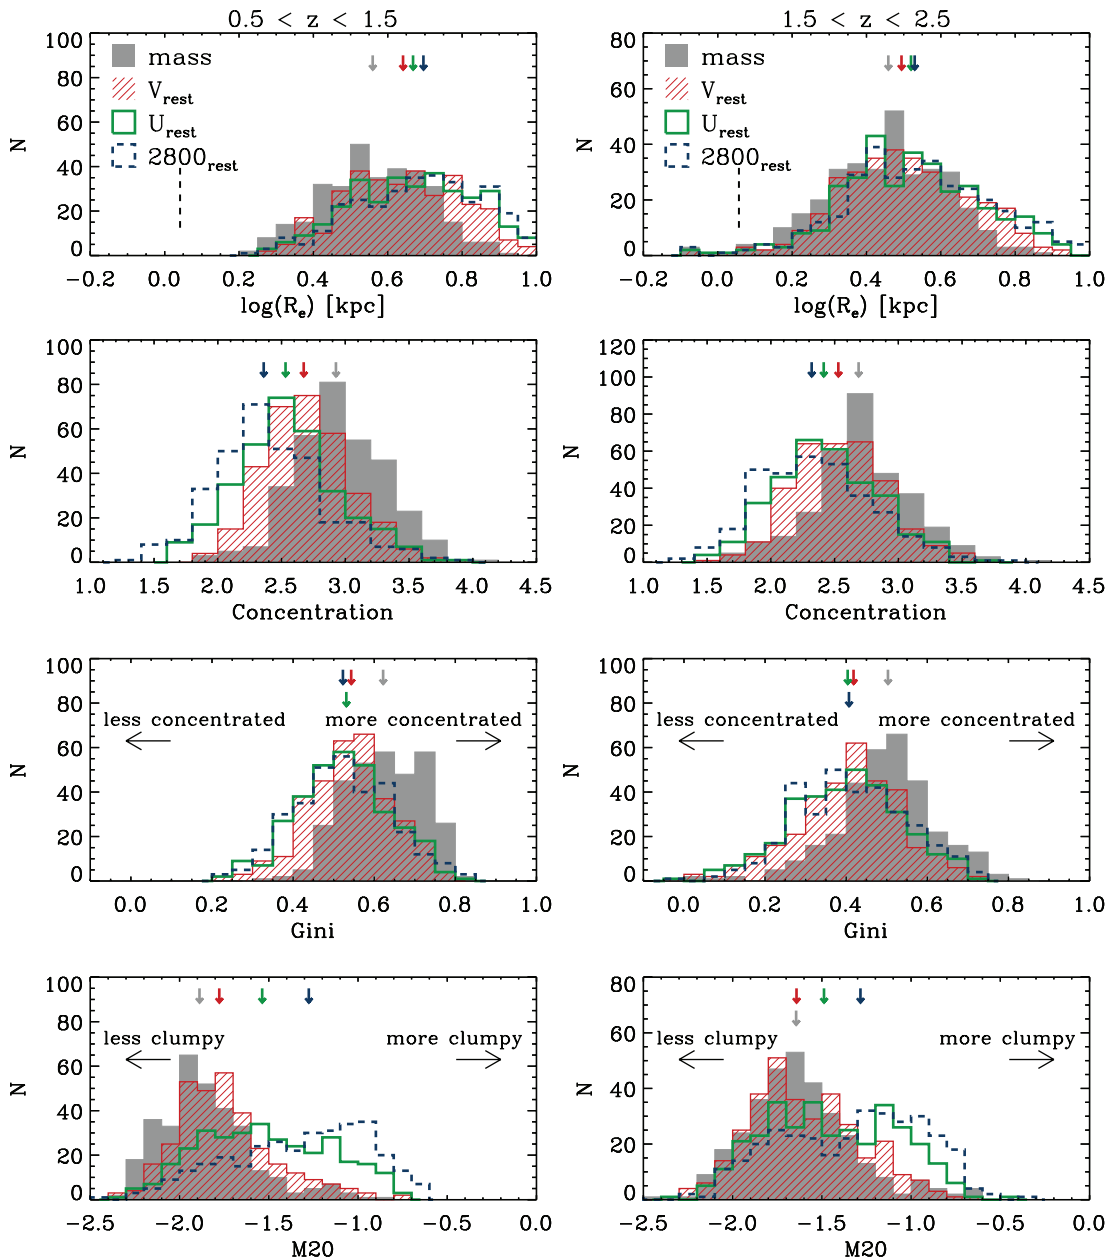 0.5 < z < 1.5
1.5 < z < 2.5
100
80
60
40
20
0
N
mass
V_rest
U_rest
2800_rest
−0.2 0.0 0.2 0.4 0.6 0.8 1.0
log(R_e) [kpc]
80
60
40
20
0
N
mass
V_rest
U_rest
2800_rest
−0.2 0.0 0.2 0.4 0.6 0.8 1.0
log(R_e) [kpc]
100
80
60
40
20
0
N
1.0 1.5 2.0 2.5 3.0 3.5 4.0 4.5
Concentration
120
100
80
60
40
20
0
N
1.0 1.5 2.0 2.5 3.0 3.5 4.0 4.5
Concentration
100
80
60
40
20
0
N
less concentrated
more concentrated
0.0 0.2 0.4 0.6 0.8 1.0
Gini
100
80
60
40
20
0
N
less concentrated
more concentrated
0.0 0.2 0.4 0.6 0.8 1.0
Gini
100
80
60
40
20
0
N
less clumpy
more clumpy
−2.5 −2.0 −1.5 −1.0 −0.5 0.0
M20
80
60
40
20
0
N
less clumpy
more clumpy
−2.5 −2.0 −1.5 −1.0 −0.5 0.0
M20